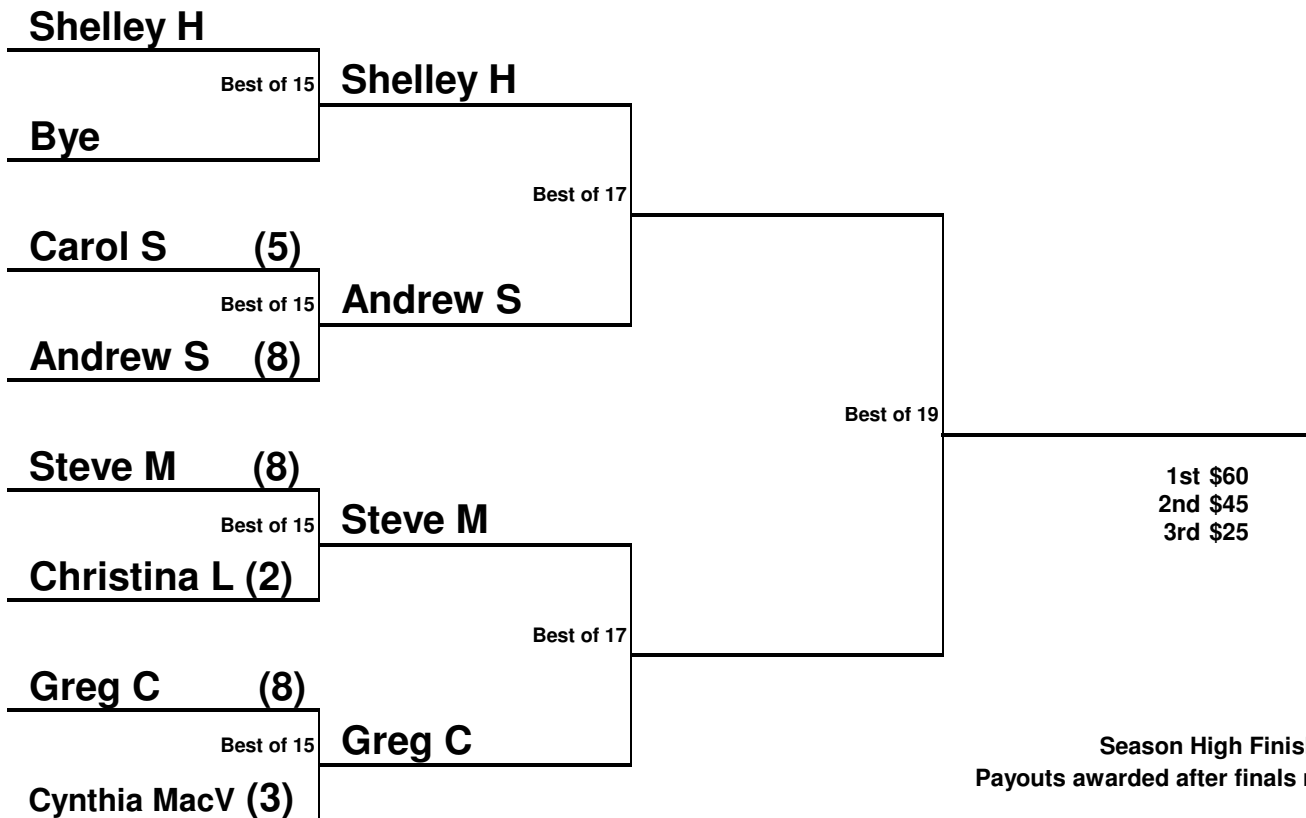 Shelley H
Best of 15
Shelley H
Bye
Best of 17
Carol S (5)
Best of 15
Andrew S
Andrew S (8)
Best of 19
Steve M (8)
1st $60
2nd $45
3rd $25
Best of 15
Steve M
Christina L (2)
Best of 17
Greg C (8)
Best of 15
Greg C
Season High Finis
Payouts awarded after finals
Cynthia MacV (3)